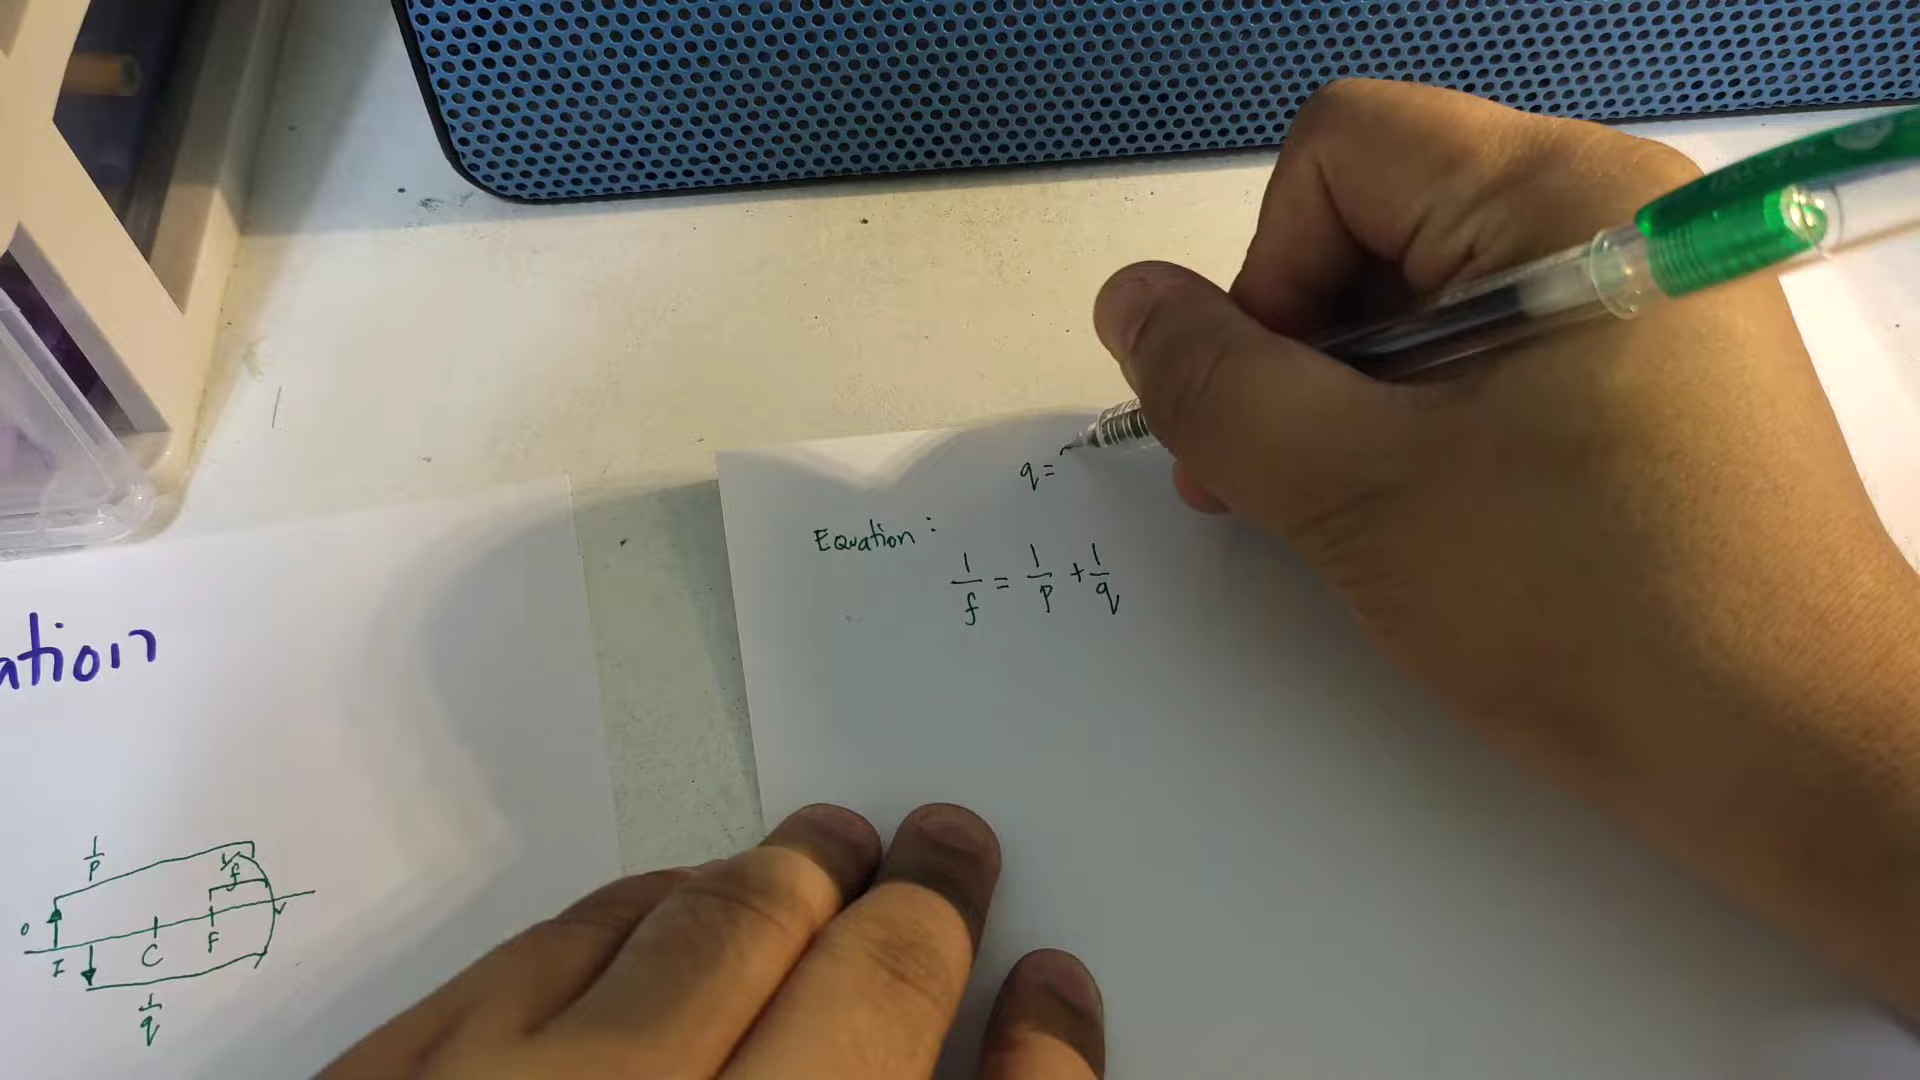 ation
1/p
1/f
O
I
C
F
V
1/q
q =
Equation :
1/f = 1/p + 1/q